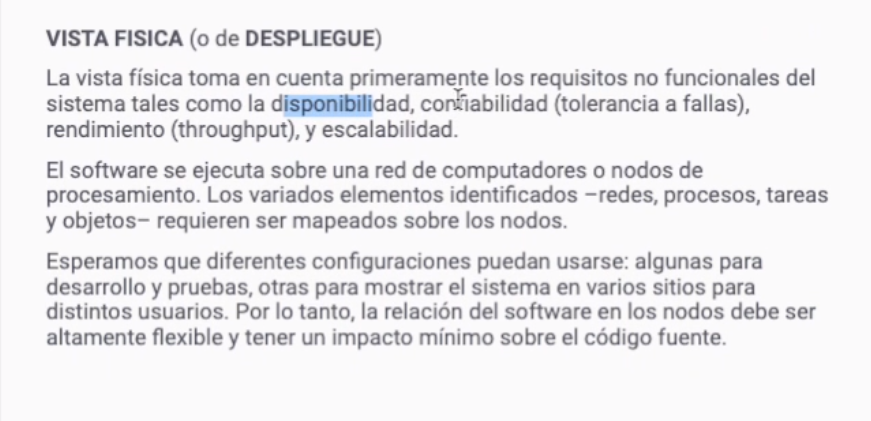 VISTA FISICA (o de DESPLIEGUE)
La vista física toma en cuenta primeramente los requisitos no funcionales del
sistema tales como la disponibilidad, confiabilidad (tolerancia a fallas),
rendimiento (throughput), y escalabilidad.
El software se ejecuta sobre una red de computadores o nodos de
procesamiento. Los variados elementos identificados –redes, procesos, tareas
y objetos– requieren ser mapeados sobre los nodos.
Esperamos que diferentes configuraciones puedan usarse: algunas para
desarrollo y pruebas, otras para mostrar el sistema en varios sitios para
distintos usuarios. Por lo tanto, la relación del software en los nodos debe ser
altamente flexible y tener un impacto mínimo sobre el código fuente.